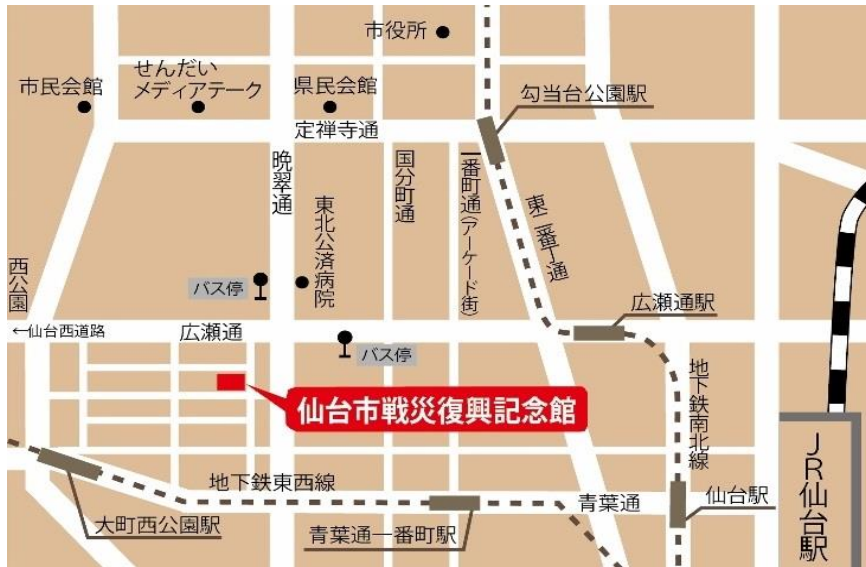 市役所
市民会館
せんだい
メディアテーク
県民会館
勾当台公園駅
定禅寺通
晩翠通
国分町通
一番町通(アーケード街)
東二番丁通
東北公済病院
西公園
バス停
広瀬通駅
←仙台西道路
広瀬通
バス停
地下鉄南北線
仙台市戦災復興記念館
JR仙台駅
地下鉄東西線
青葉通
仙台駅
大町西公園駅
青葉通一番町駅